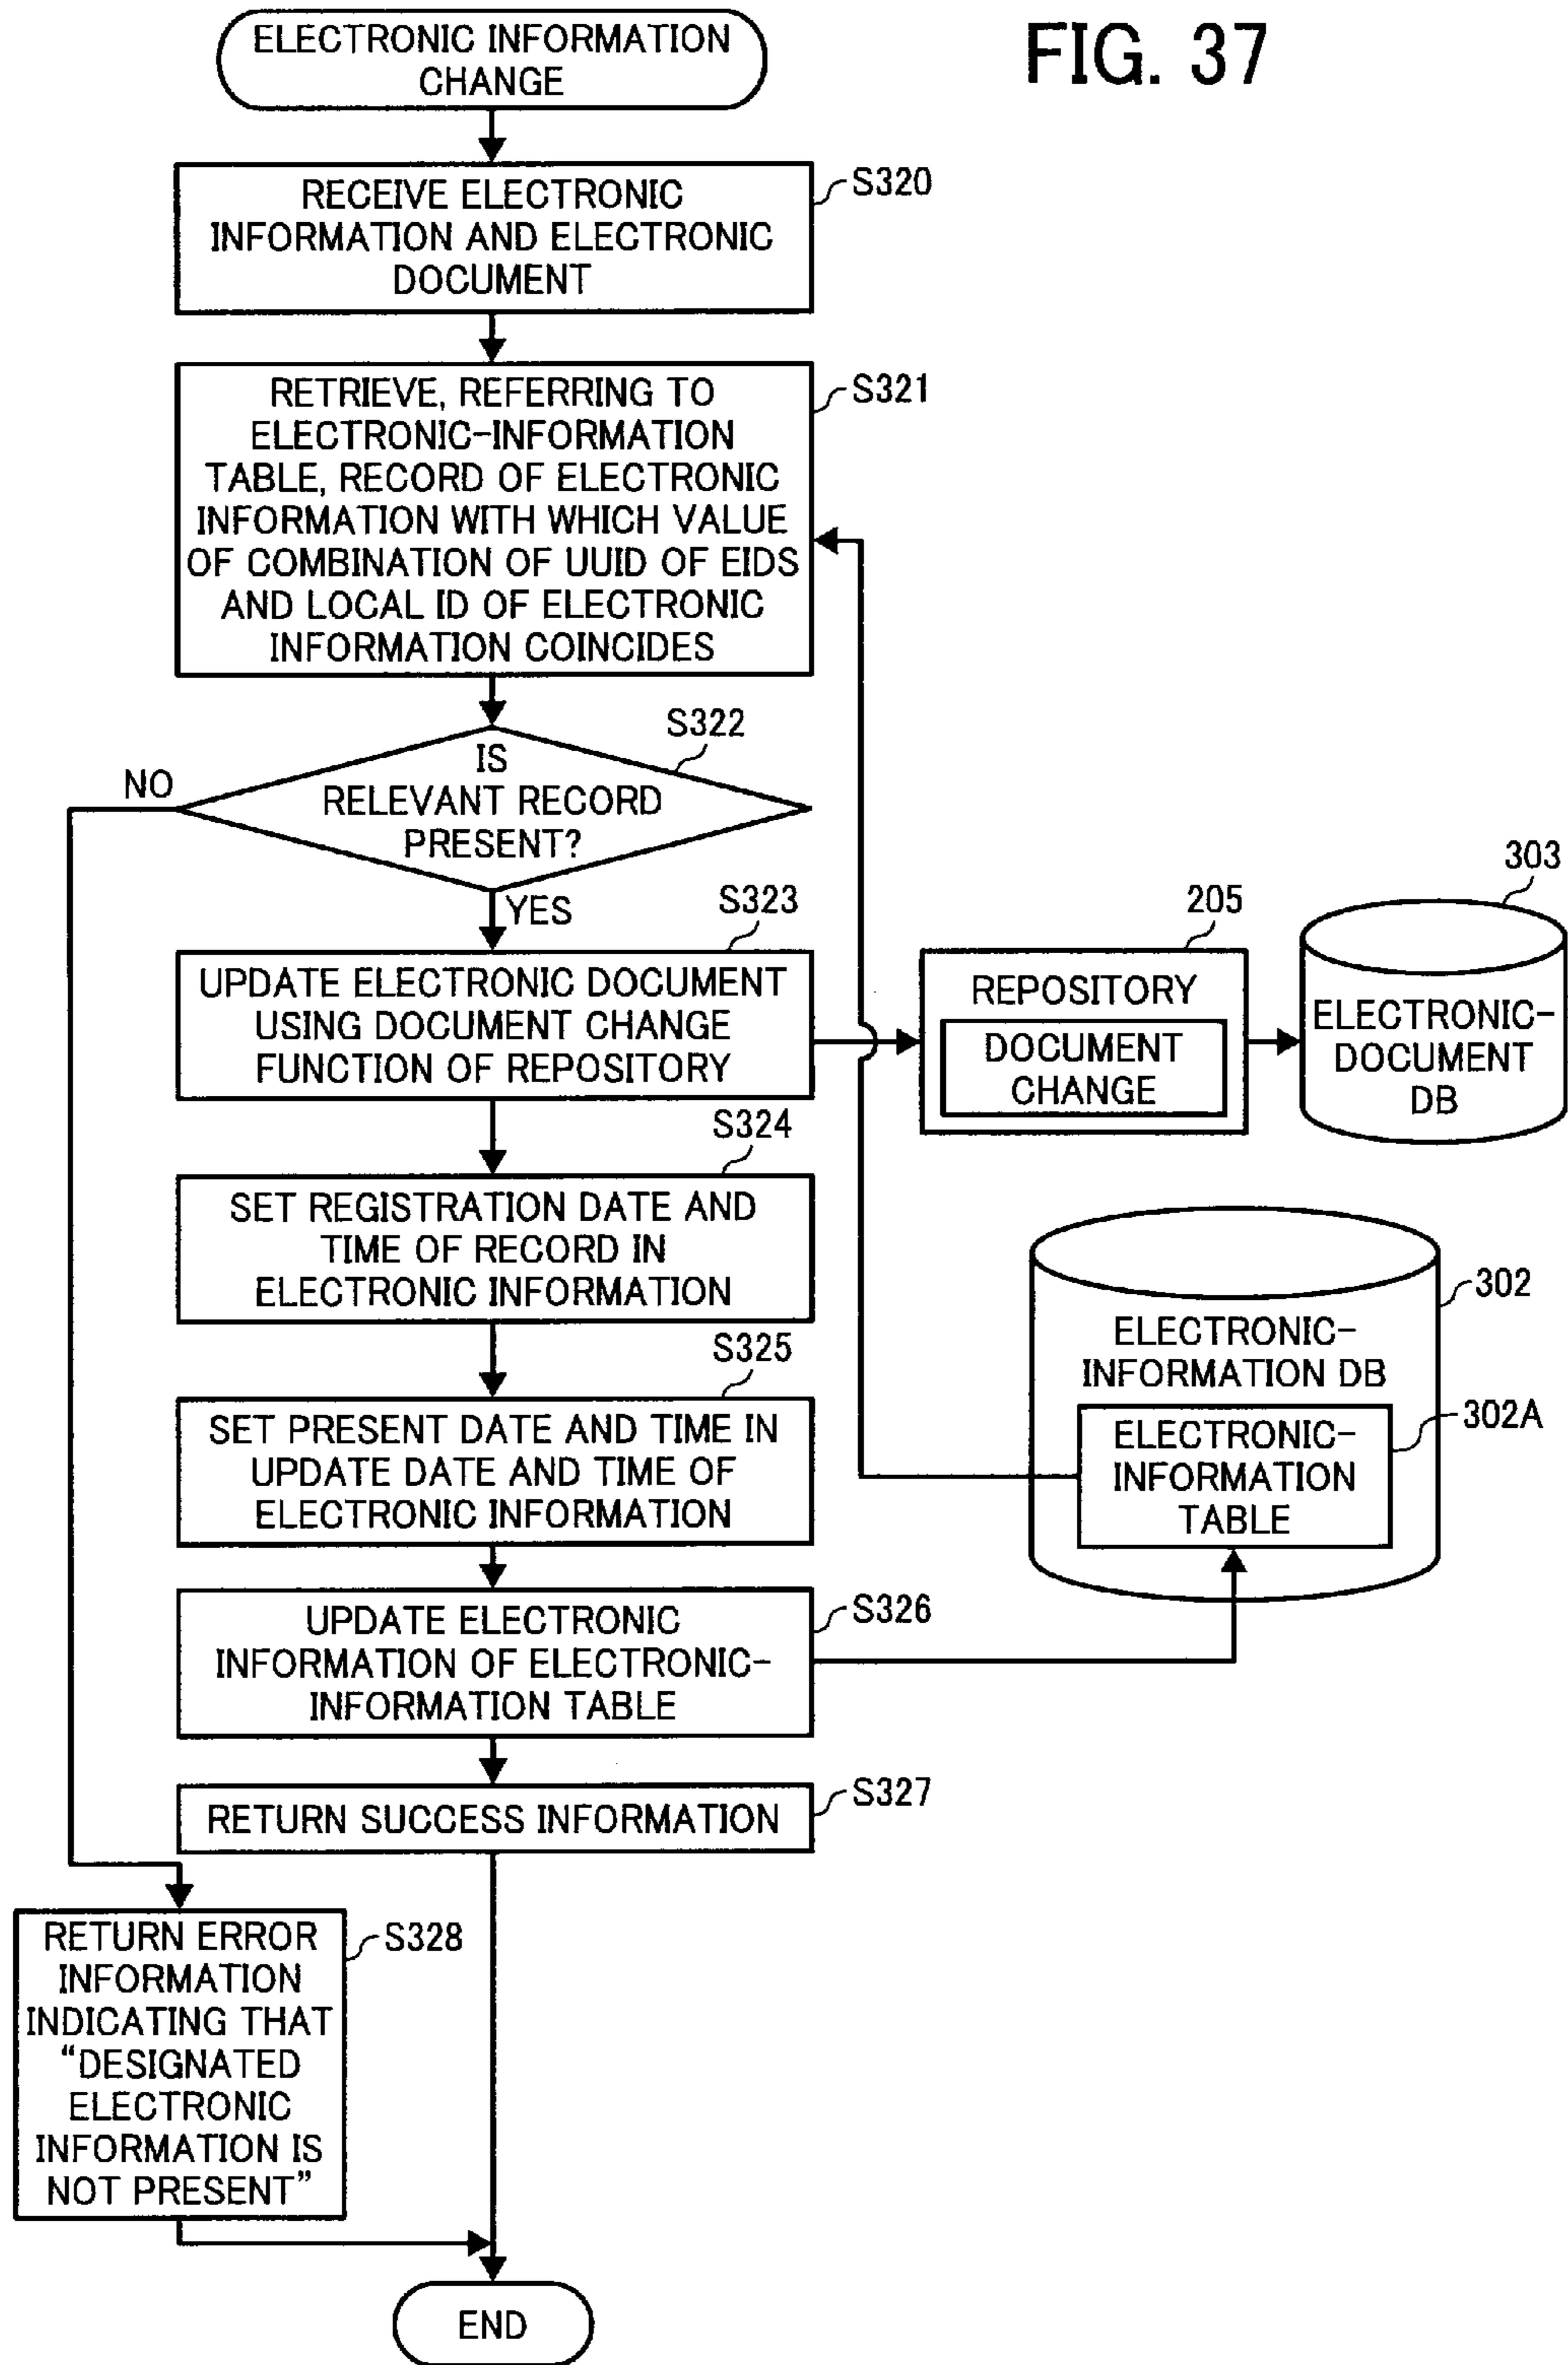 FIG. 37
ELECTRONIC INFORMATION
CHANGE
RECEIVE ELECTRONIC
INFORMATION AND ELECTRONIC
DOCUMENT
S320
RETRIEVE, REFERRING TO
ELECTRONIC-INFORMATION
TABLE, RECORD OF ELECTRONIC
INFORMATION WITH WHICH VALUE
OF COMBINATION OF UUID OF EIDS
AND LOCAL ID OF ELECTRONIC
INFORMATION COINCIDES
S321
IS
RELEVANT RECORD
PRESENT?
S322
NO
YES
UPDATE ELECTRONIC DOCUMENT
USING DOCUMENT CHANGE
FUNCTION OF REPOSITORY
S323
REPOSITORY
DOCUMENT
CHANGE
205
ELECTRONIC-
DOCUMENT
DB
303
SET REGISTRATION DATE AND
TIME OF RECORD IN
ELECTRONIC INFORMATION
S324
SET PRESENT DATE AND TIME IN
UPDATE DATE AND TIME OF
ELECTRONIC INFORMATION
S325
ELECTRONIC-
INFORMATION DB
302
ELECTRONIC-
INFORMATION
TABLE
302A
UPDATE ELECTRONIC
INFORMATION OF ELECTRONIC-
INFORMATION TABLE
S326
RETURN SUCCESS INFORMATION
S327
RETURN ERROR
INFORMATION
INDICATING THAT
“DESIGNATED
ELECTRONIC
INFORMATION IS
NOT PRESENT”
S328
END